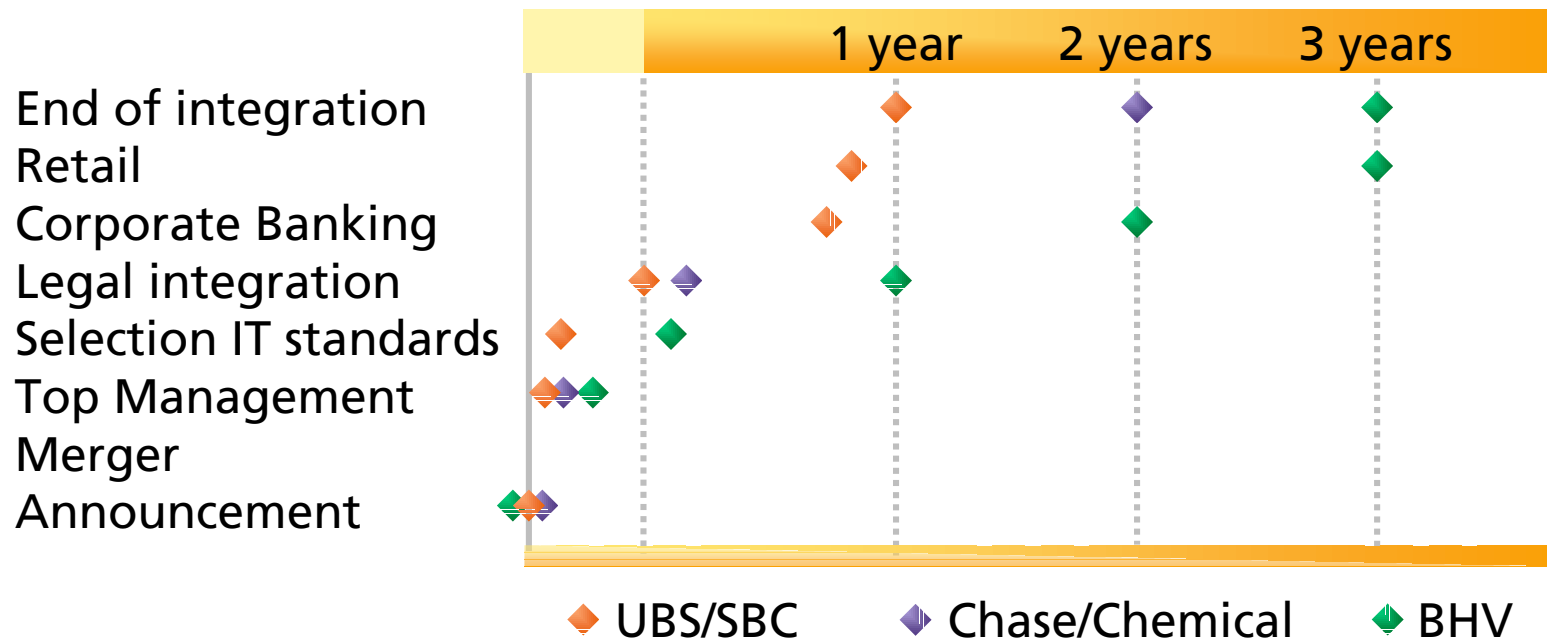 1 year 2 years 3 years
End of integration
Retail
Corporate Banking
Legal integration
Selection IT standards
Top Management
Merger
Announcement
UBS/SBC Chase/Chemical BHV